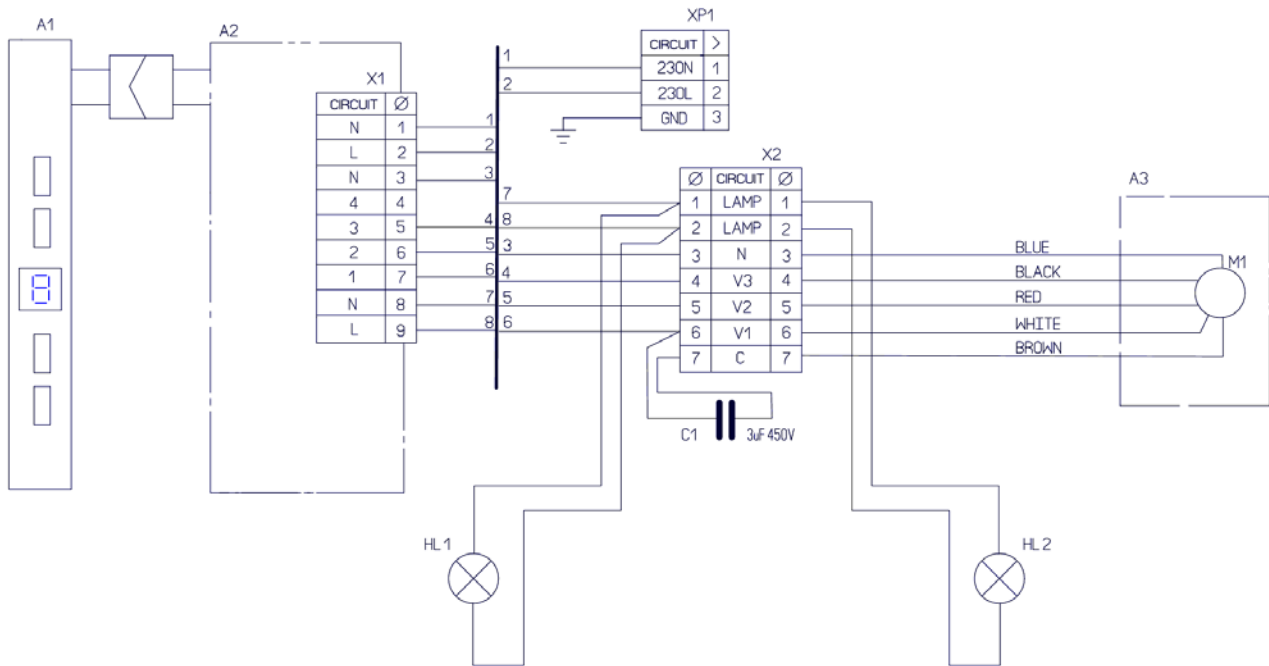 A1
A2
X1
CIRCUIT Ø
N 1
L 2
N 3
4 4
3 5
2 6
1 7
N 8
L 9
1
2
3
4
5
6
7
8
1
2
7
8
3
4
5
6
XP1
CIRCUIT >
230N 1
230L 2
GND 3
X2
Ø CIRCUIT Ø
1 LAMP 1
2 LAMP 2
3 N 3
4 V3 4
5 V2 5
6 V1 6
7 C 7
C1 3uF 450V
A3
BLUE
BLACK
RED
WHITE
BROWN
M1
HL1
HL2